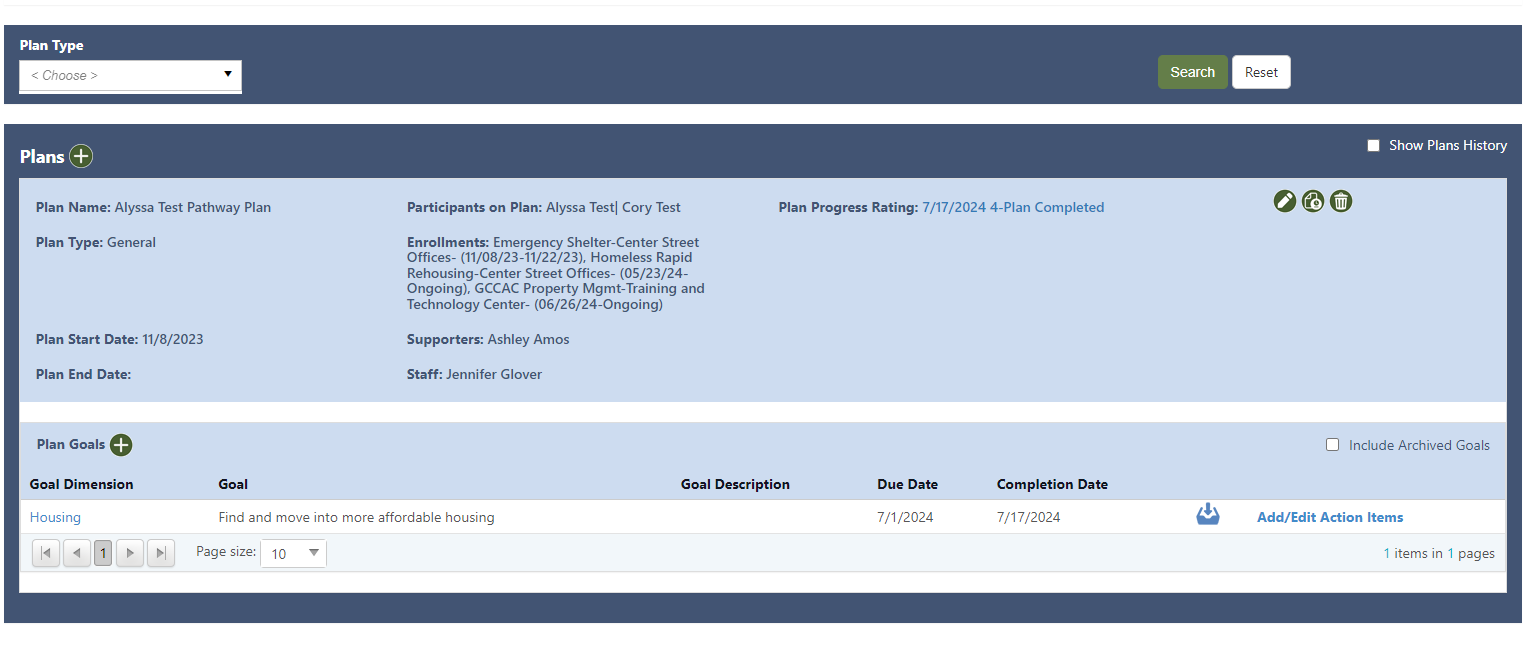 Plan Type
< Choose >
Search Reset
Plans
Show Plans History
Plan Name: Alyssa Test Pathway Plan
Participants on Plan: Alyssa Test| Cory Test
Plan Progress Rating: 7/17/2024 4-Plan Completed
Plan Type: General
Enrollments: Emergency Shelter-Center Street
Offices- (11/08/23-11/22/23), Homeless Rapid
Rehousing-Center Street Offices- (05/23/24-
Ongoing), GCCAC Property Mgmt-Training and
Technology Center- (06/26/24-Ongoing)
Plan Start Date: 11/8/2023
Supporters: Ashley Amos
Plan End Date:
Staff: Jennifer Glover
Plan Goals
Include Archived Goals
Goal Dimension Goal Goal Description Due Date Completion Date
Housing Find and move into more affordable housing 7/1/2024 7/17/2024 Add/Edit Action Items
1 Page size: 10 1 items in 1 pages